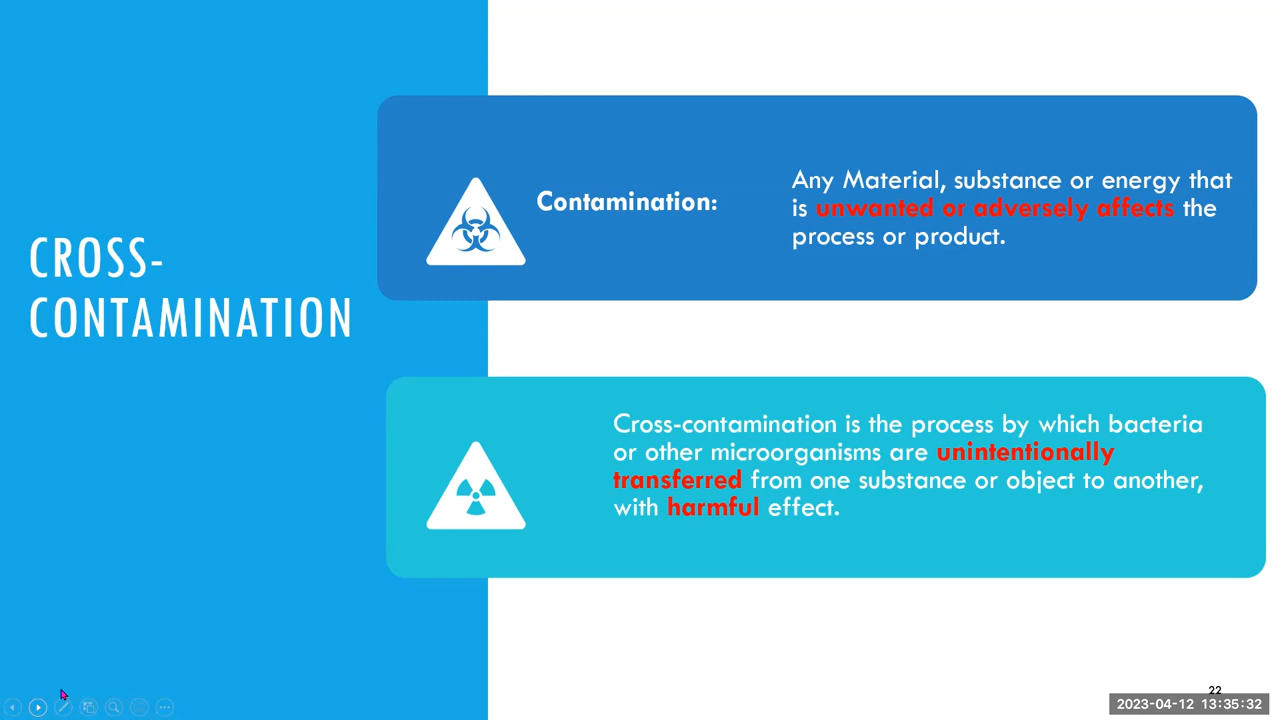 CROSS-
CONTAMINATION
Contamination:
Any Material, substance or energy that
is unwanted or adversely affects the
process or product.
Cross-contamination is the process by which bacteria
or other microorganisms are unintentionally
transferred from one substance or object to another,
with harmful effect.
22
2023-04-12 13:35:32